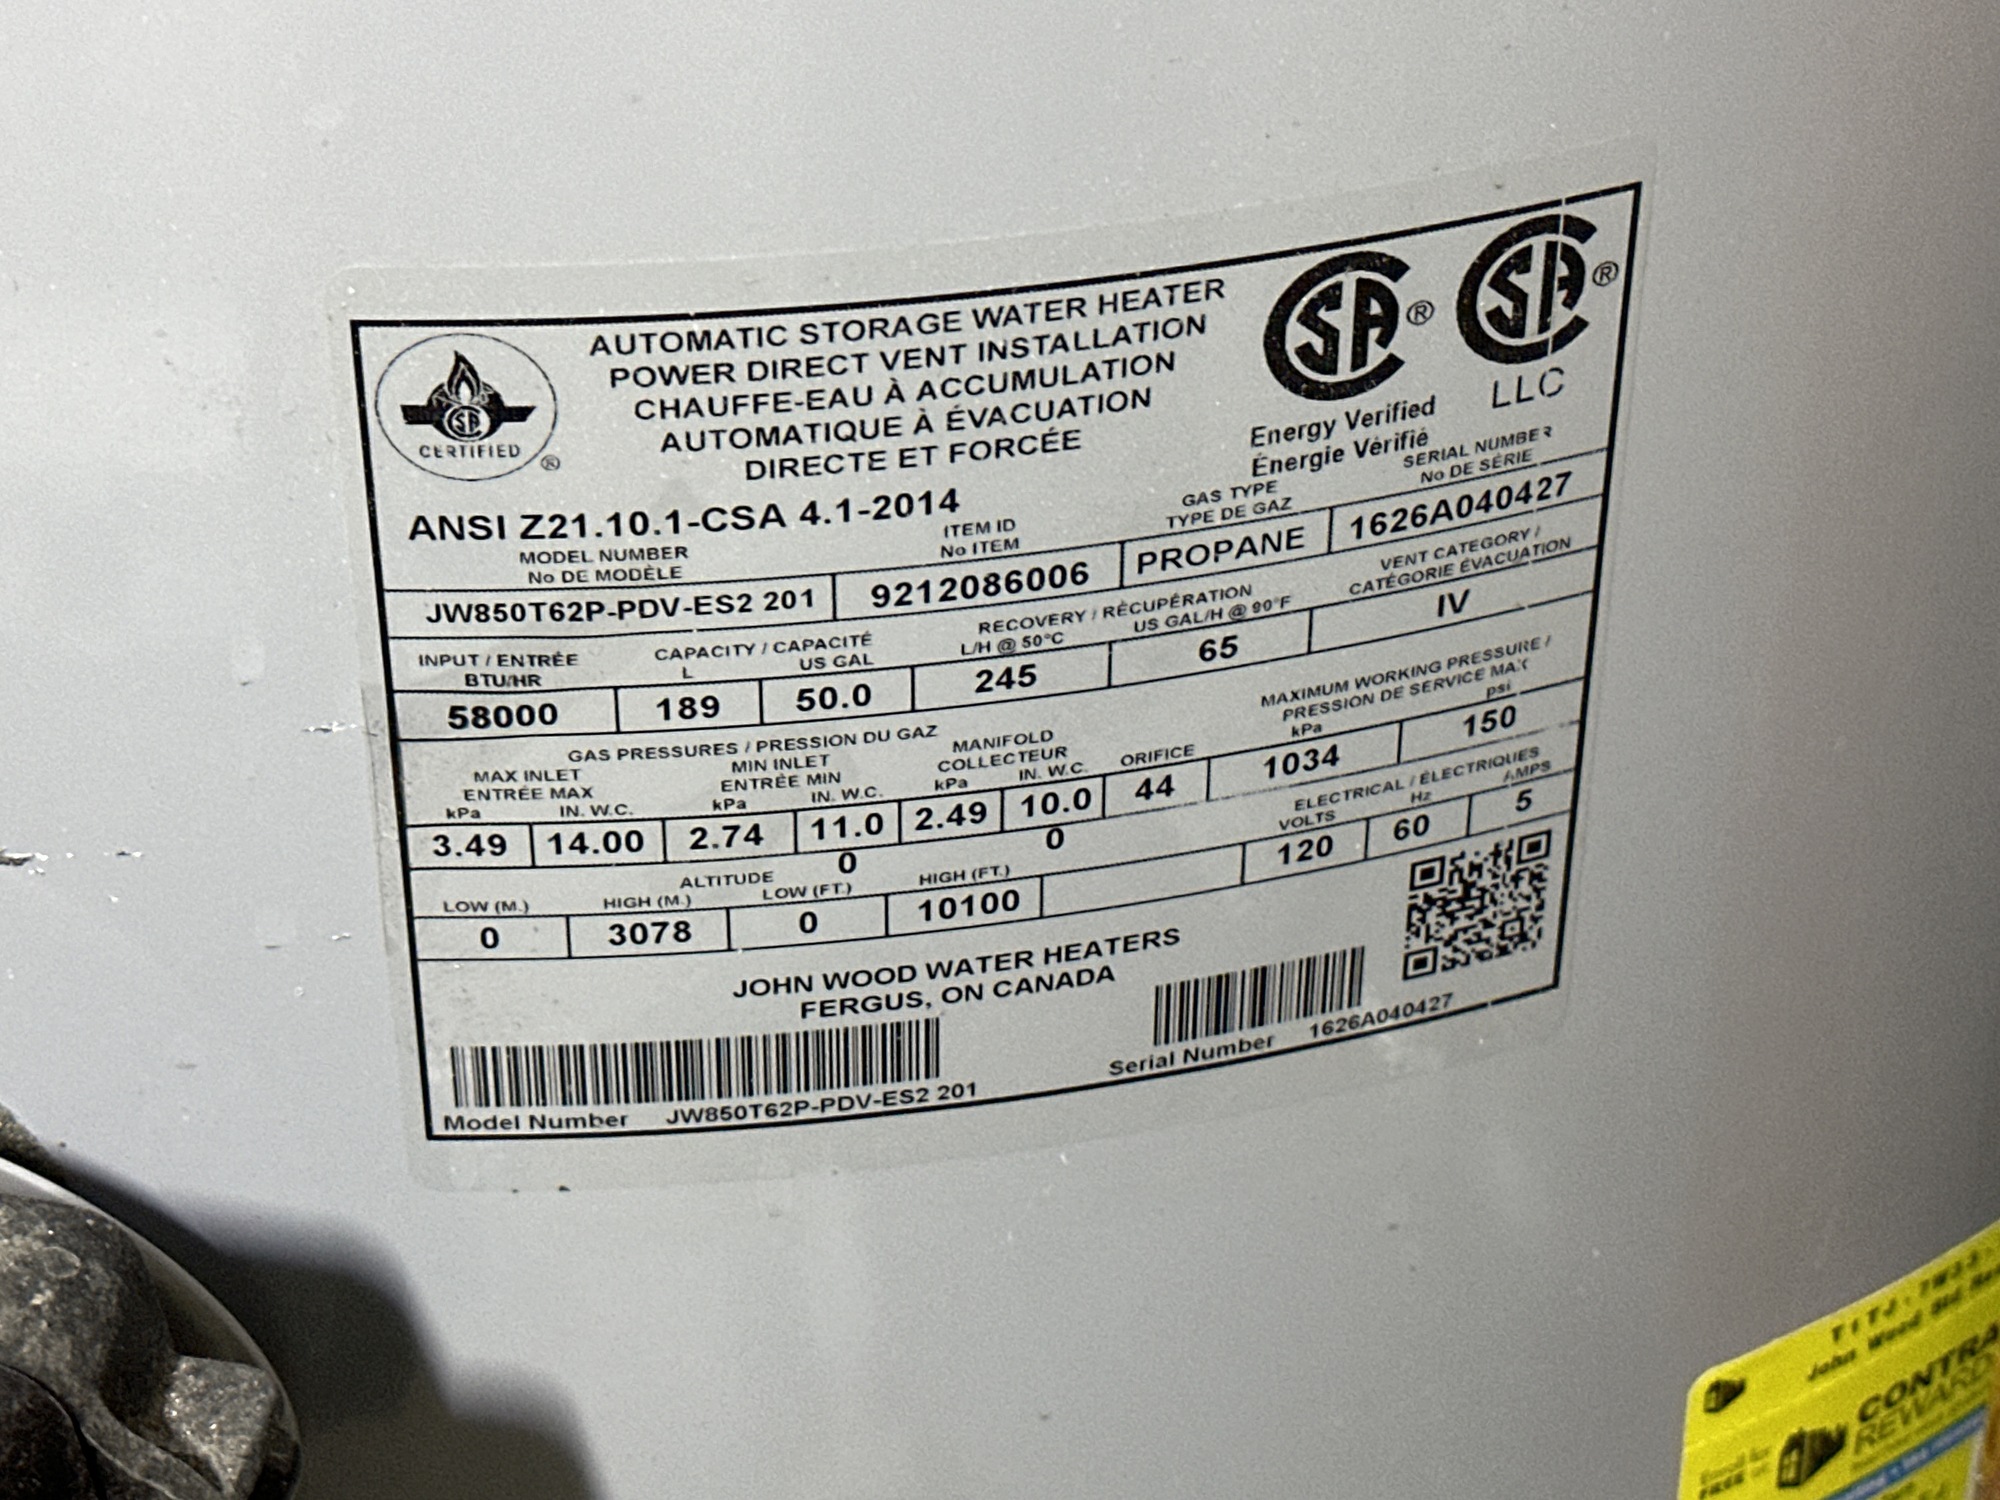 AUTOMATIC STORAGE WATER HEATER
POWER DIRECT VENT INSTALLATION
CHAUFFE-EAU À ACCUMULATION
AUTOMATIQUE À ÉVACUATION
DIRECTE ET FORCÉE
CSA
CERTIFIED ®
CSA ®
Energy Verified
Énergie Vérifié
CSA ®
LLC
ANSI Z21.10.1-CSA 4.1-2014
MODEL NUMBER
No DE MODÈLE
ITEM ID
No ITEM
GAS TYPE
TYPE DE GAZ
SERIAL NUMBER
No DE SÉRIE
JW850T62P-PDV-ES2 201 9212086006 PROPANE 1626A040427
INPUT / ENTRÉE
BTU/HR
CAPACITY / CAPACITÉ
L US GAL
RECOVERY / RÉCUPÉRATION
L/H @ 50°C US GAL/H @ 90°F
VENT CATEGORY /
CATÉGORIE ÉVACUATION
58000 189 50.0 245 65 IV
GAS PRESSURES / PRESSION DU GAZ
MAX INLET
ENTRÉE MAX
kPa IN. W.C.
MIN INLET
ENTRÉE MIN
kPa IN. W.C.
MANIFOLD
COLLECTEUR
kPa IN. W.C.
ORIFICE
MAXIMUM WORKING PRESSURE /
PRESSION DE SERVICE MAX
kPa psi
3.49 14.00 2.74 11.0 2.49 10.0 44 1034 150
0 0
ALTITUDE
LOW (M.) HIGH (M.) LOW (FT.) HIGH (FT.)
ELECTRICAL / ÉLECTRIQUES
VOLTS Hz AMPS
0 3078 0 10100 120 60 5
JOHN WOOD WATER HEATERS
FERGUS, ON CANADA
Model Number JW850T62P-PDV-ES2 201
Serial Number 1626A040427
John Wood
CONTRA
REWARD
FREE